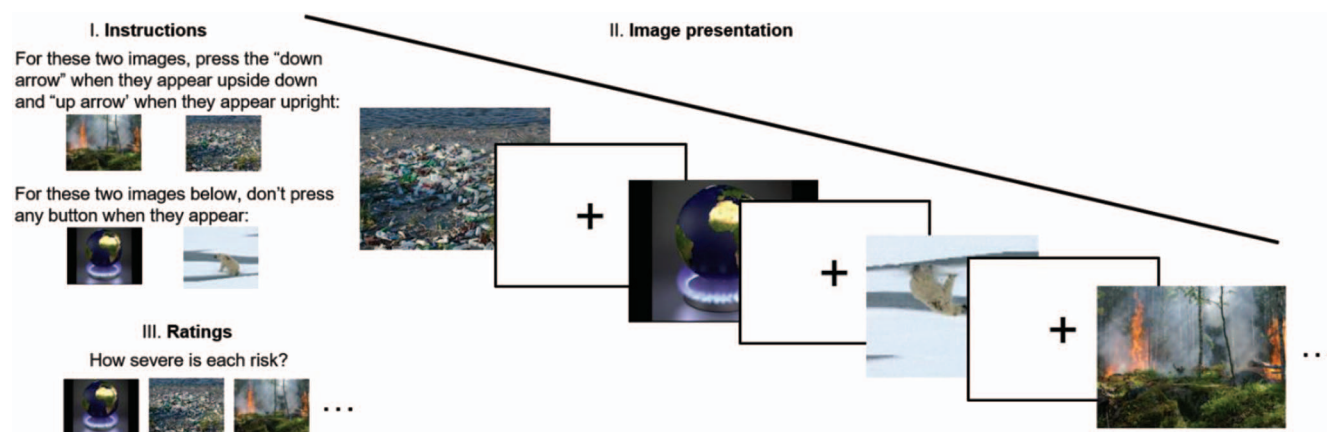 I. Instructions
For these two images, press the “down
arrow” when they appear upside down
and “up arrow’ when they appear upright:
For these two images below, don’t press
any button when they appear:
III. Ratings
How severe is each risk?
...
II. Image presentation
+
+
+
..